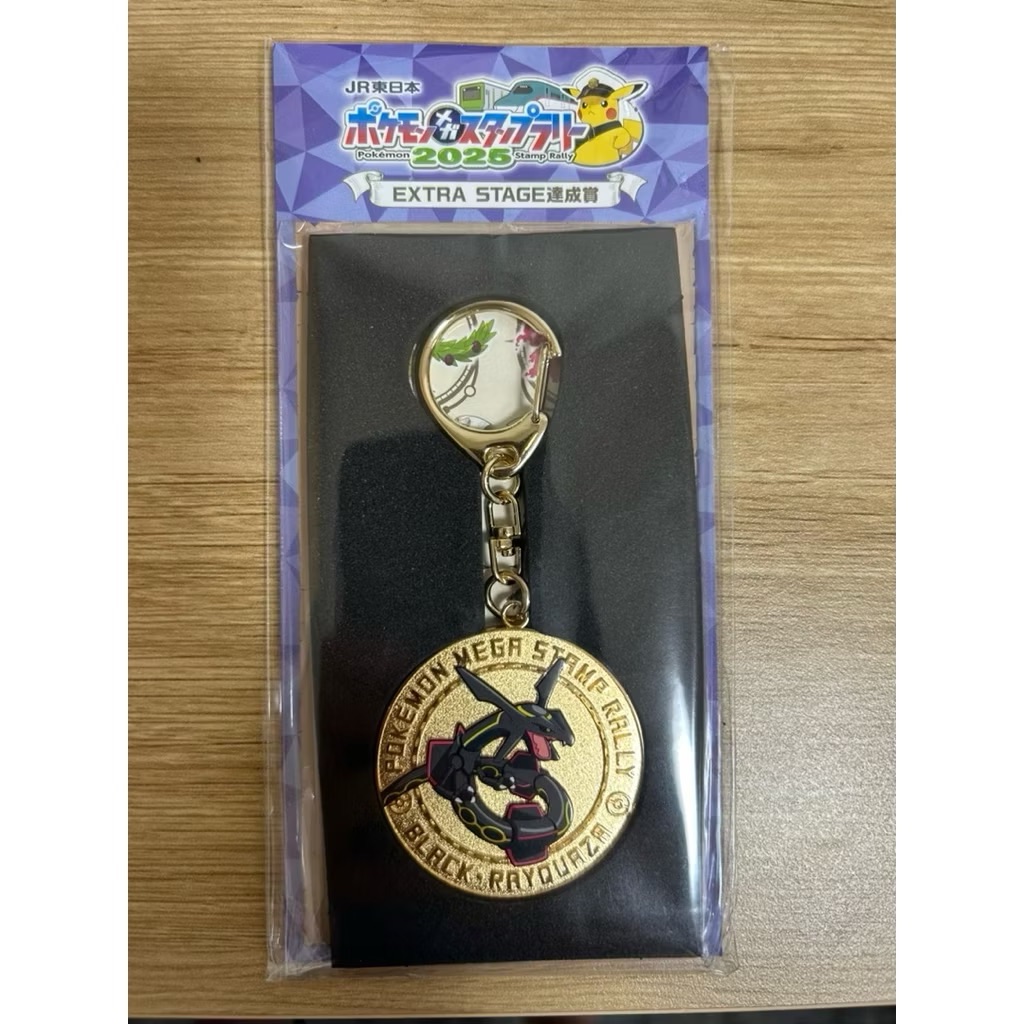 JR東日本
ポケモンメガスタンプラリー
Pokémon 2025 Stamp Rally
EXTRA STAGE達成賞
POKEMON MEGA STAMP RALLY
BLACK, RAYQUAZA